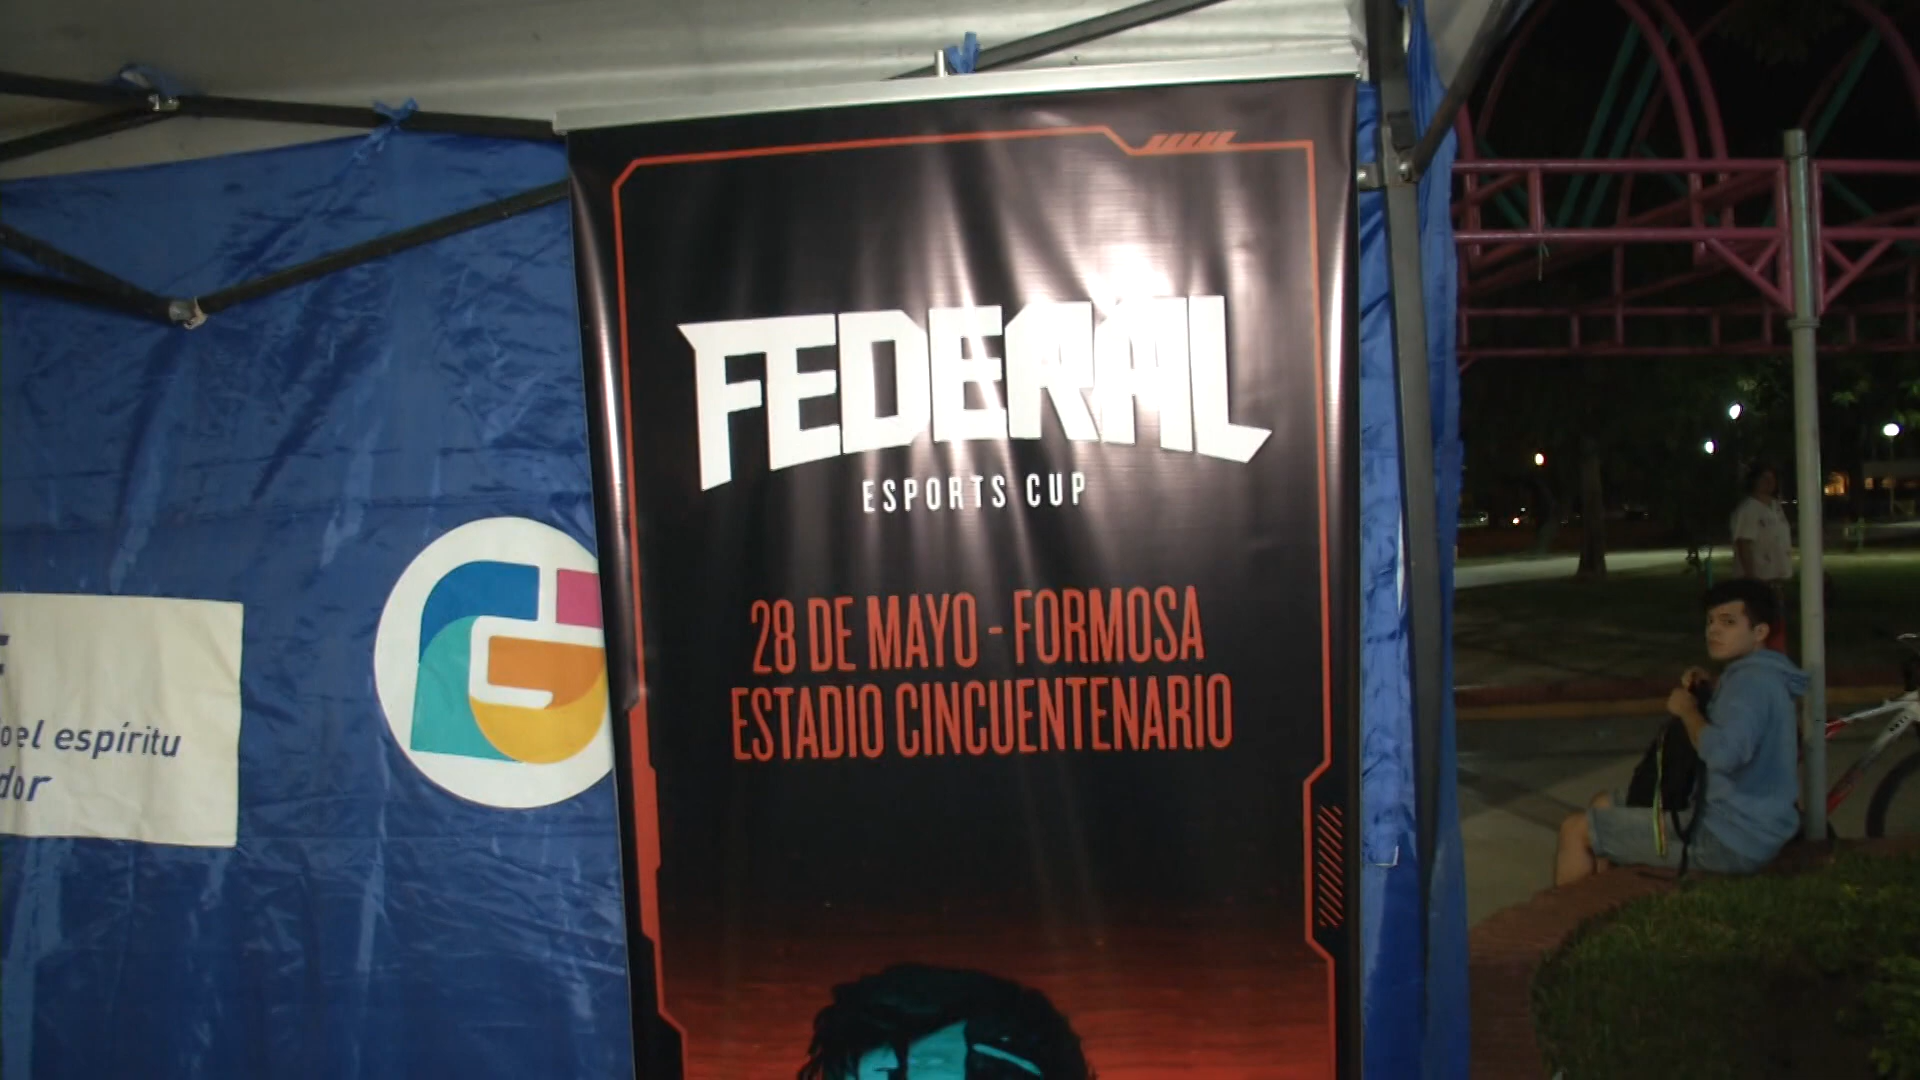 FEDERAL
ESPORTS CUP
28 DE MAYO - FORMOSA
ESTADIO CINCUENTENARIO
el espíritu
dor